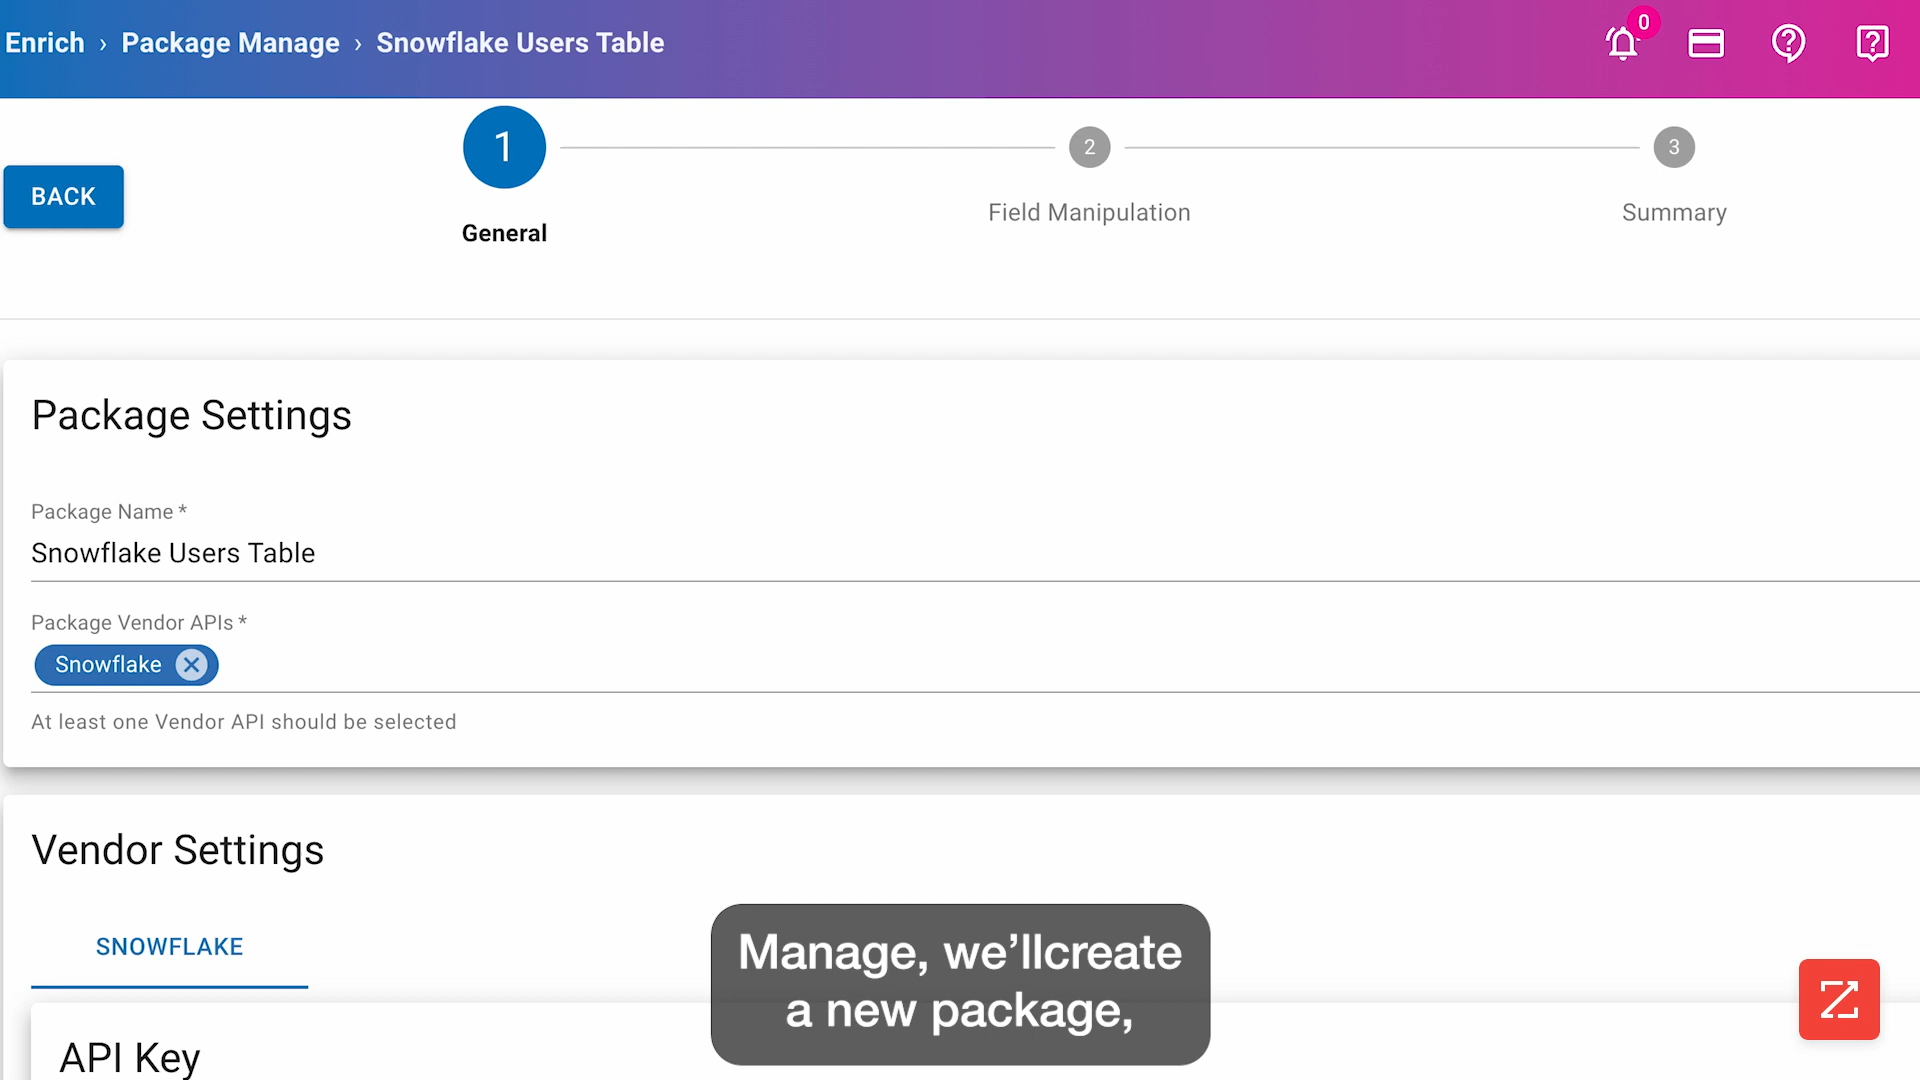 Enrich › Package Manage › Snowflake Users Table
0
BACK
1
2
3
General
Field Manipulation
Summary
Package Settings
Package Name *
Snowflake Users Table
Package Vendor APIs *
Snowflake
At least one Vendor API should be selected
Vendor Settings
SNOWFLAKE
API Key
Manage, we’llcreate
a new package,